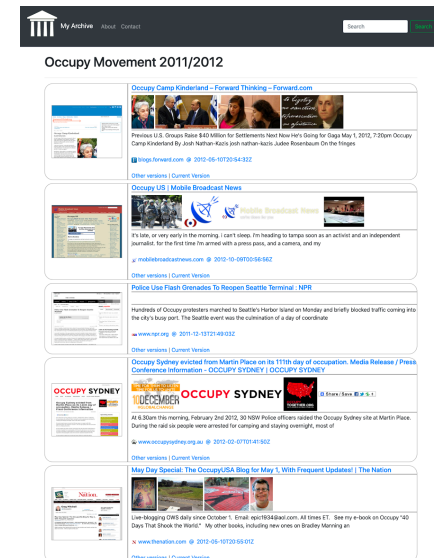 My Archive About Contact
Search Search
Occupy Movement 2011/2012
Occupy Camp Kinderland – Forward Thinking – Forward.com
Previous U.S. Groups Raise $40 Million for Settlements Next Now He's Going for Gaga May 1, 2012, 7:20pm Occupy
Camp Kinderland By Josh Nathan-Kazis josh nathan-kazis Judee Rosenbaum On the fringes
blogs.forward.com @ 2012-05-10T20:54:32Z
Other versions | Current Version
Occupy US | Mobile Broadcast News
Mobile Broadcast News
it's late, or very early in the morning. i can't sleep. I'm heading to tampa soon as an activist and an independent
journalist, for the first time I'm armed with a press pass, and a camera, and my
mobilebroadcastnews.com @ 2012-10-09T00:56:56Z
Other versions | Current Version
Police Use Flash Grenades To Reopen Seattle Terminal : NPR
Hundreds of Occupy protesters marched to Seattle's Harbor Island on Monday and briefly blocked traffic coming into
the city's busy port. The Seattle event was the culmination of a day of coordinate
www.npr.org @ 2011-12-13T21:49:03Z
Other versions | Current Version
Occupy Sydney evicted from Martin Place on its 111th day of occupation. Media Release / Press
Conference Information – OCCUPY SYDNEY | OCCUPY SYDNEY
OCCUPY SYDNEY
10DECEMBER
OCCUPY SYDNEY
TOGETHER.ORG
Share / Save
At 6.30am this morning, February 2nd 2012, 30 NSW Police officers raided the Occupy Sydney site at Martin Place.
During the raid six people were arrested for camping and staying overnight, most of
www.occupysydney.org.au @ 2012-02-07T01:41:50Z
Other versions | Current Version
May Day Special: The OccupyUSA Blog for May 1, With Frequent Updates! | The Nation
Nation
Live-blogging OWS daily since October 1. Email: epic1934@aol.com. All times ET. See my e-book on Occupy "40
Days That Shook the World." My other books, including new ones on Bradley Manning an
www.thenation.com @ 2012-05-10T20:55:01Z
Other versions | Current Version